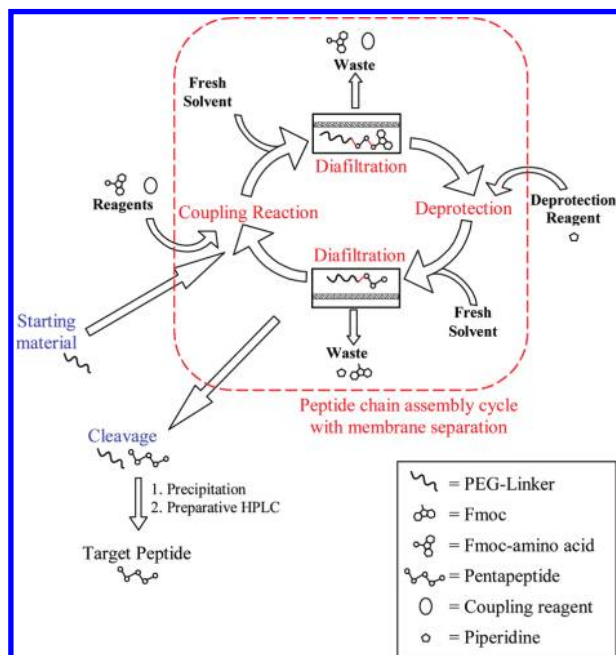 Waste
Fresh
Solvent
Diafiltration
Reagents
Coupling Reaction
Deprotection
Deprotection
Reagent
Diafiltration
Fresh
Solvent
Starting
material
Waste
Peptide chain assembly cycle
with membrane separation
Cleavage
1. Precipitation
2. Preparative HPLC
Target Peptide
= PEG-Linker
= Fmoc
= Fmoc-amino acid
= Pentapeptide
= Coupling reagent
= Piperidine